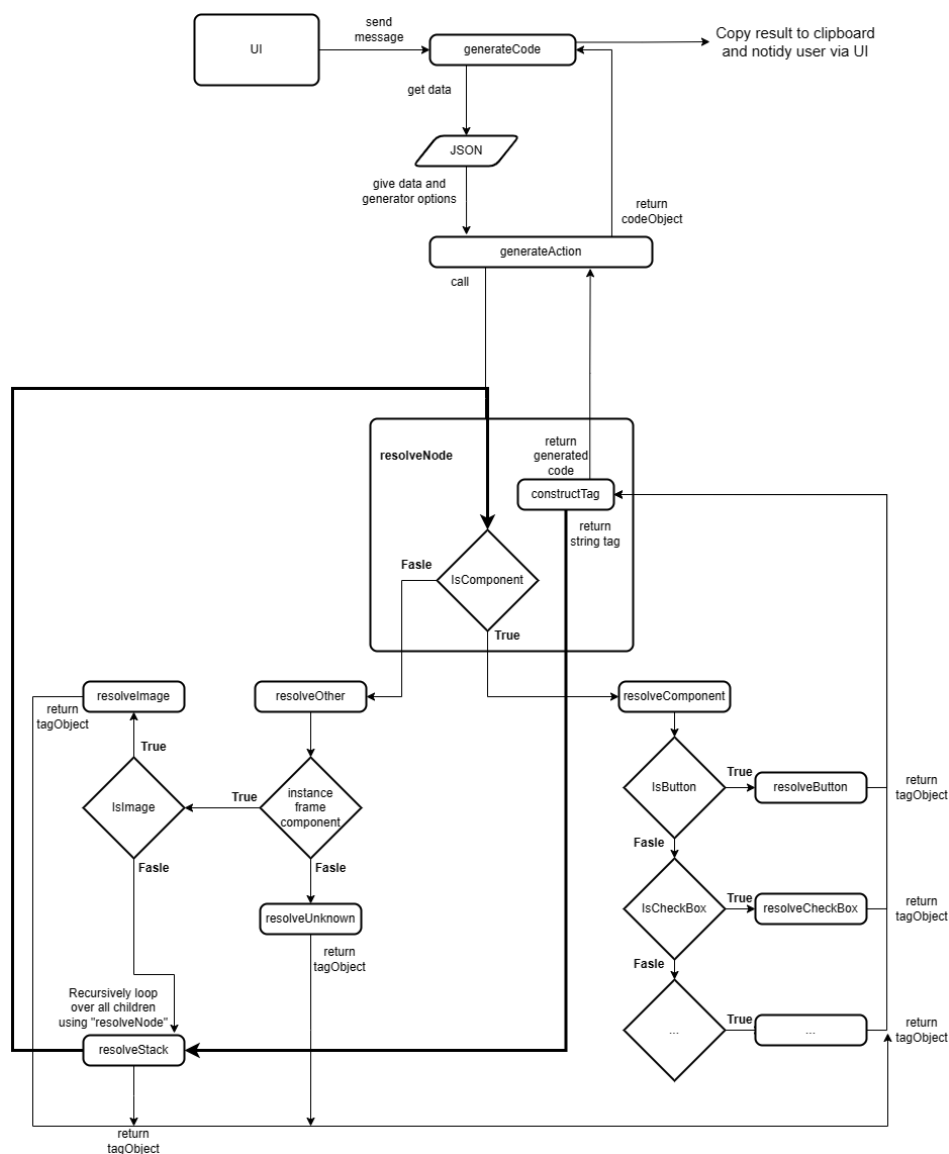 send
message
UI
generateCode
Copy result to clipboard
and notidy user via UI
get data
JSON
give data and
generator options
return
codeObject
generateAction
call
resolveNode
return
generated
code
constructTag
return
string tag
Fasle
IsComponent
True
resolveImage
return
tagObject
resolveOther
resolveComponent
True
IsImage
True
instance
frame
component
IsButton
True
resolveButton
return
tagObject
Fasle
Fasle
Fasle
resolveUnknown
return
tagObject
IsCheckBox
True
resolveCheckBox
return
tagObject
Fasle
Recursively loop
over all children
using "resolveNode"
resolveStack
...
True
...
return
tagObject
return
tagObject